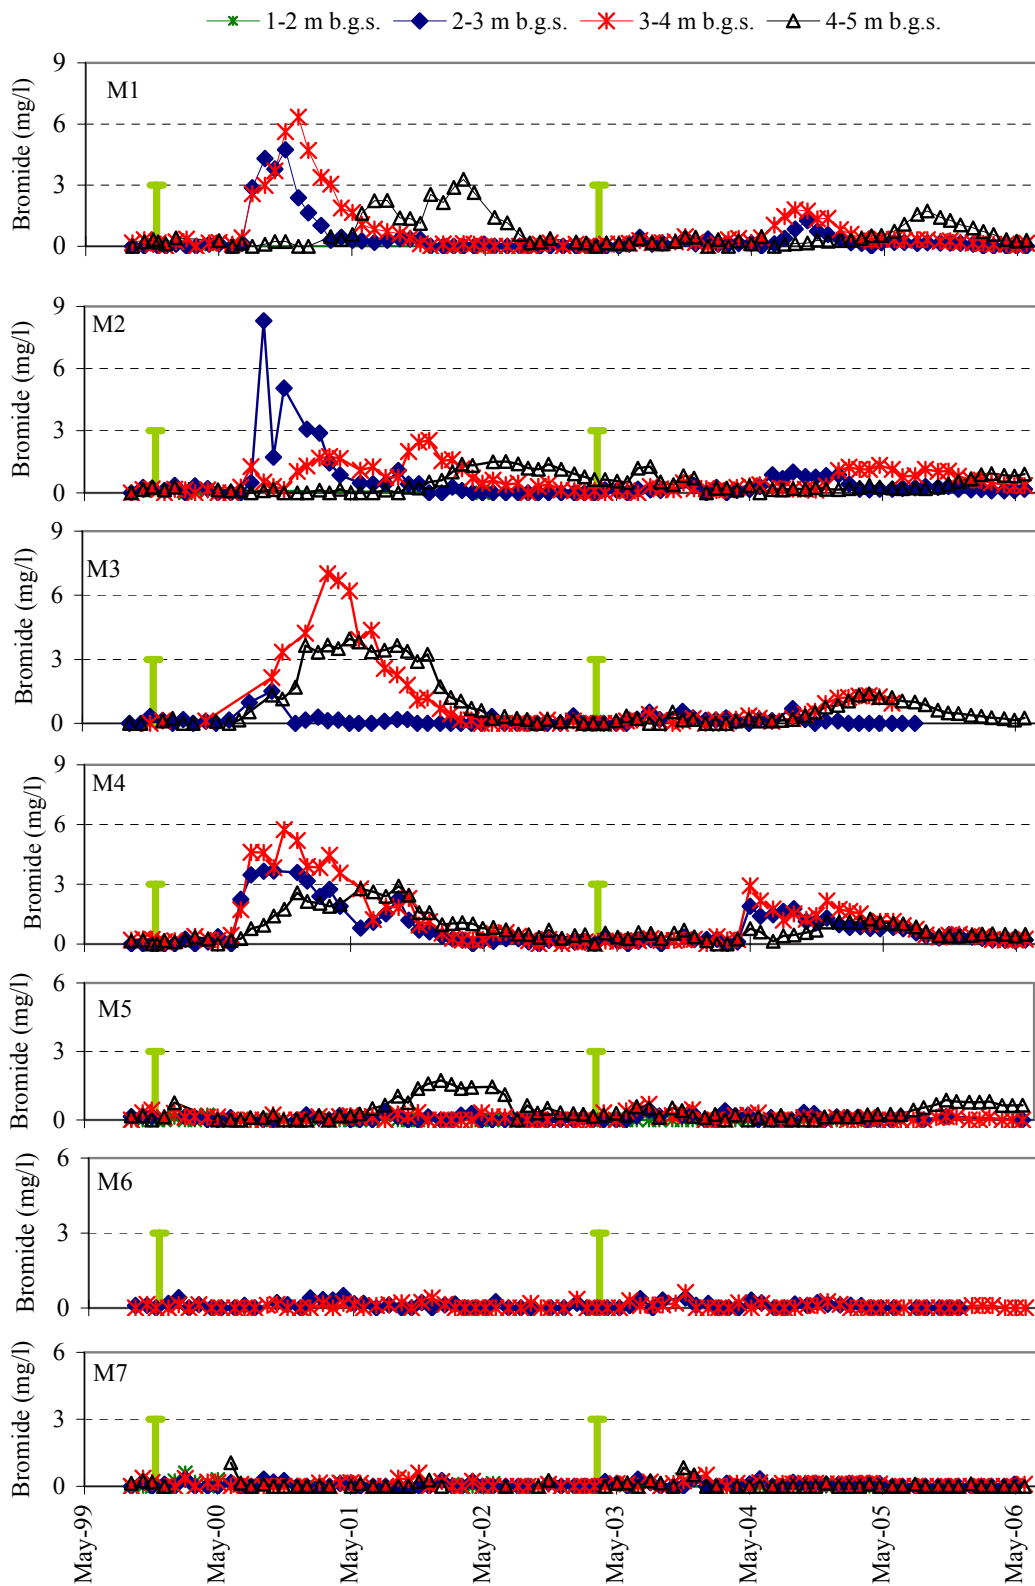 1-2 m b.g.s. 2-3 m b.g.s. 3-4 m b.g.s. 4-5 m b.g.s.
Bromide (mg/l)
9
6
3
0
M1
Bromide (mg/l)
9
6
3
0
M2
Bromide (mg/l)
9
6
3
0
M3
Bromide (mg/l)
9
6
3
0
M4
Bromide (mg/l)
6
3
0
M5
Bromide (mg/l)
6
3
0
M6
Bromide (mg/l)
6
3
0
M7
May-99 May-00 May-01 May-02 May-03 May-04 May-05 May-06